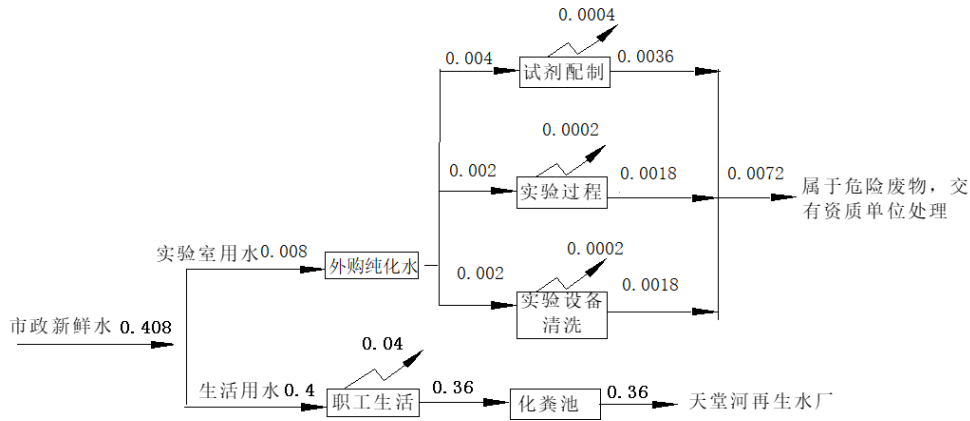 0.0004
0.004
试剂配制
0.0036
0.0002
0.002
实验过程
0.0018
0.0072
属于危险废物，交
有资质单位处理
实验室用水0.008
外购纯化水
0.0002
0.002
实验设备
清洗
0.0018
市政新鲜水 0.408
0.04
生活用水0.4
职工生活
0.36
化粪池
0.36
天堂河再生水厂